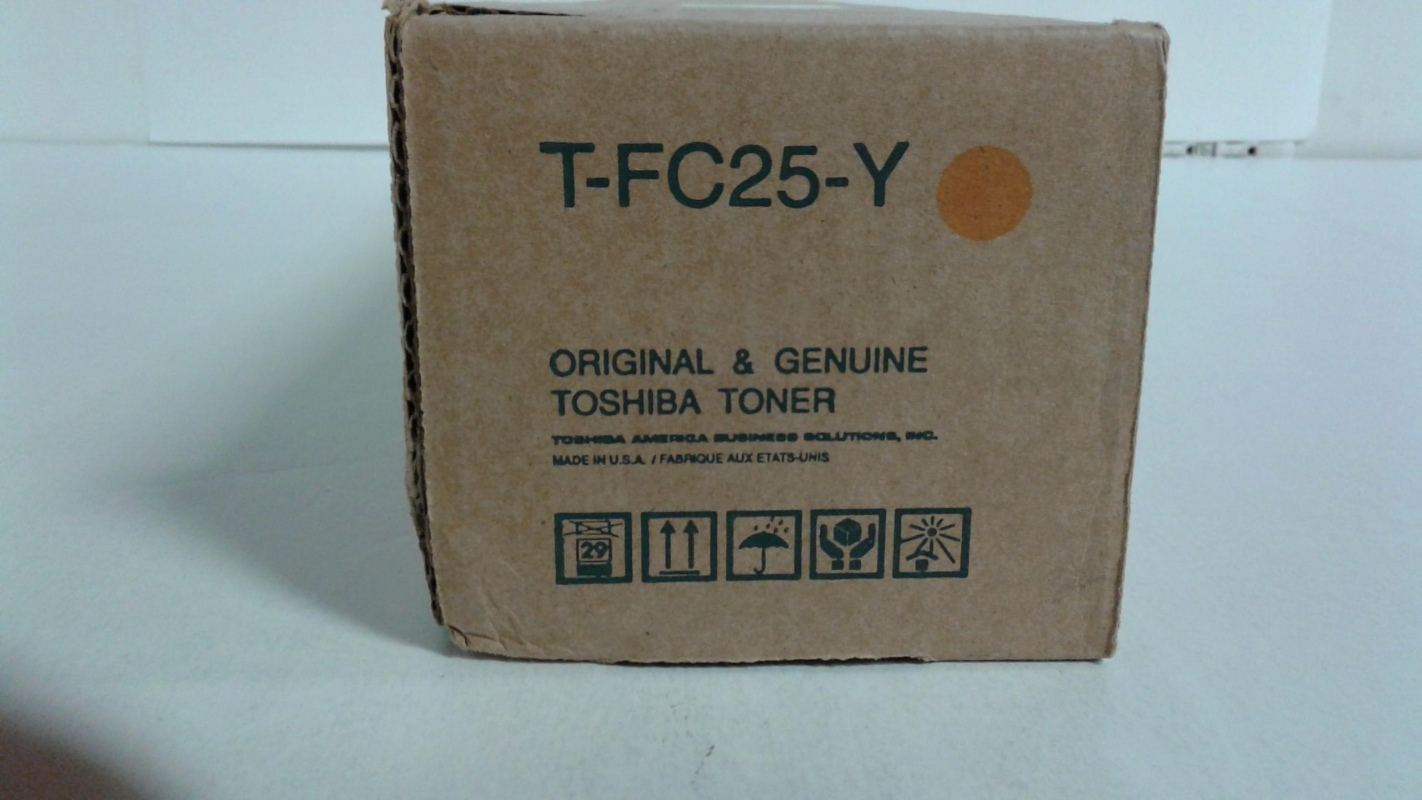 T-FC25-Y
ORIGINAL & GENUINE
TOSHIBA TONER
TOSHIBA AMERICA BUSINESS SOLUTIONS, INC.
MADE IN U.S.A. / FABRIQUE AUX ETATS-UNIS
29